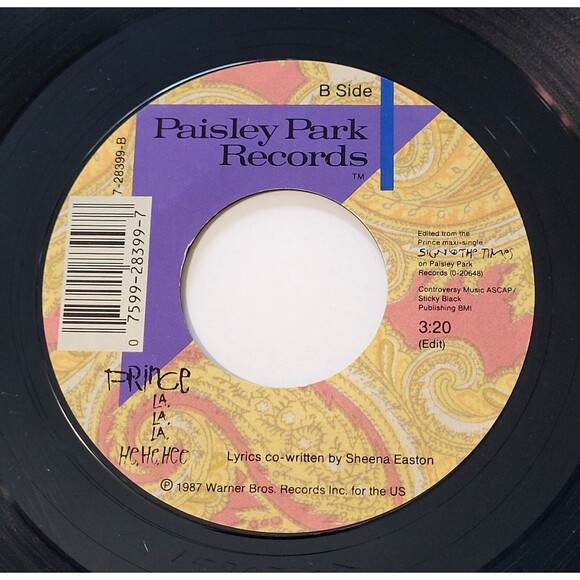 B Side
Paisley Park
Records
TM
7-28399-B
0 7599-28399-7
Edited from the
Prince maxi-single
SIGN "O" THE TIMES
on Paisley Park
Records (0-20648)
Controversy Music ASCAP/
Sticky Black
Publishing BMI
3:20
(Edit)
PRINCE
LA,
LA,
LA,
HE, HE, HEE
Lyrics co-written by Sheena Easton
℗ 1987 Warner Bros. Records Inc. for the US